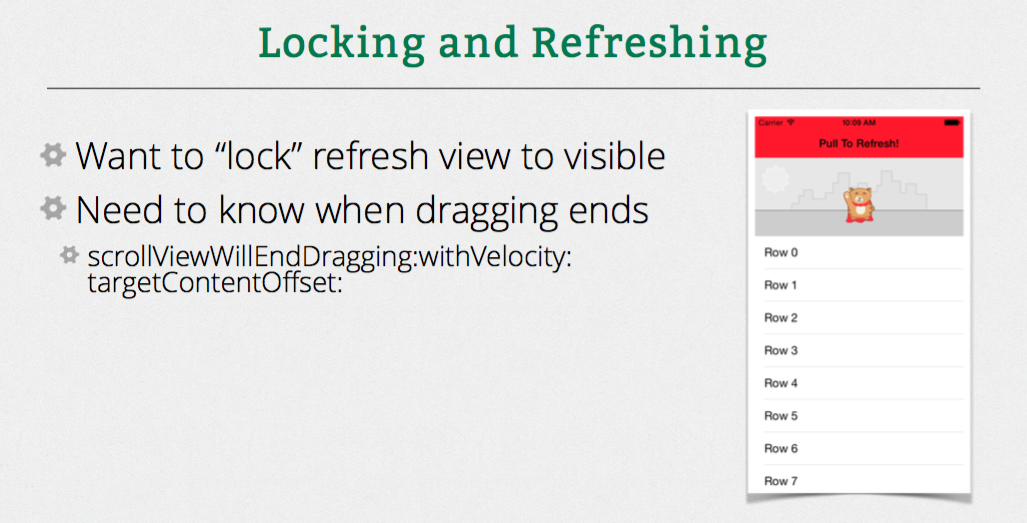 Locking and Refreshing
Want to “lock” refresh view to visible
Need to know when dragging ends
scrollViewWillEndDragging:withVelocity:
targetContentOffset:
Carrier 10:09 AM
Pull To Refresh!
Row 0
Row 1
Row 2
Row 3
Row 4
Row 5
Row 6
Row 7